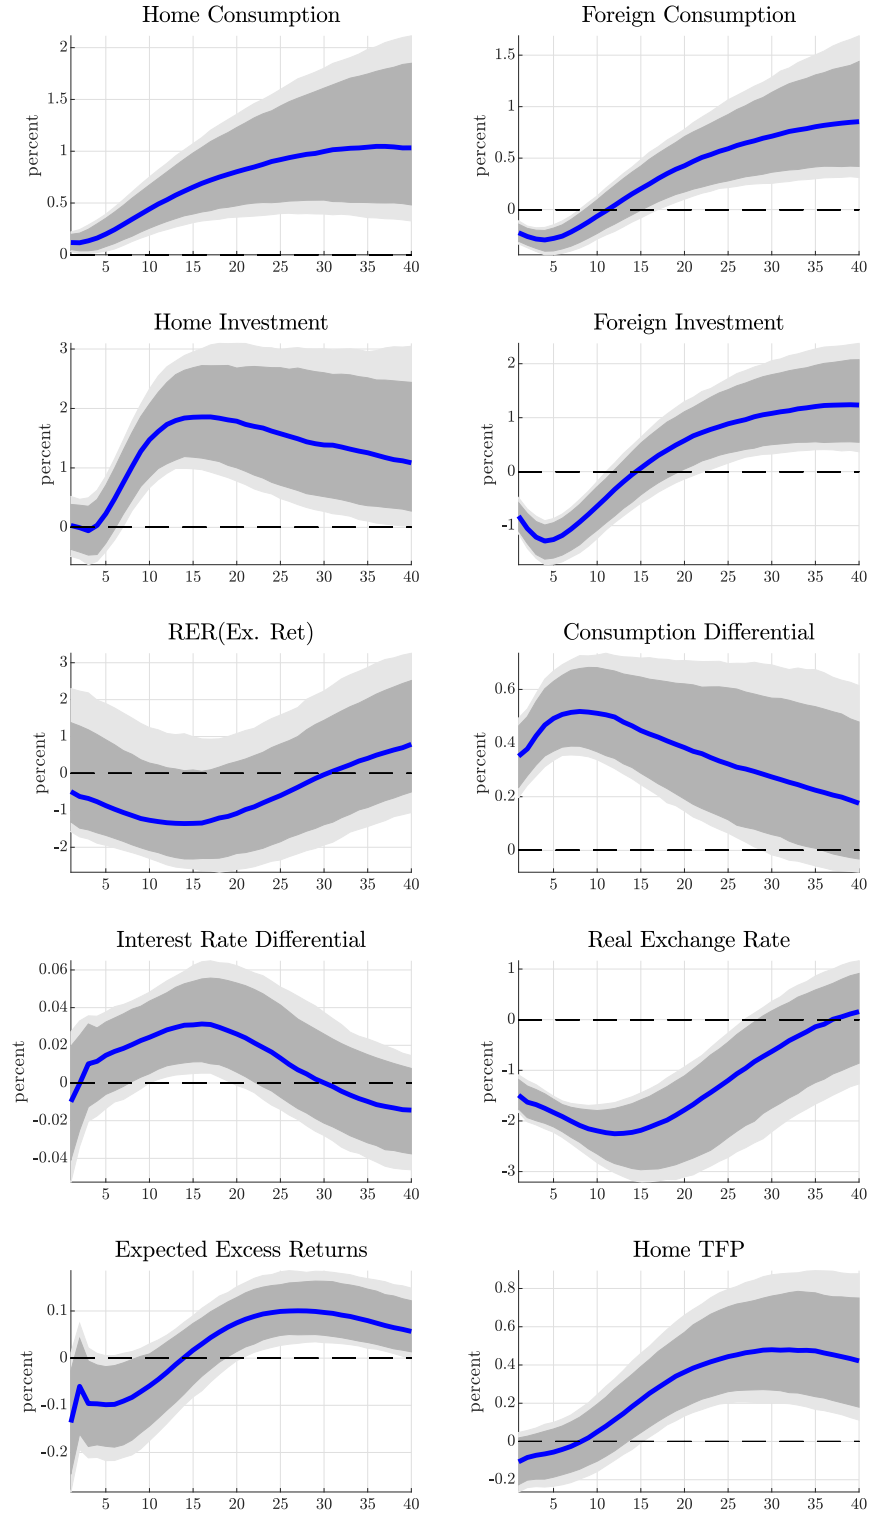 Home Consumption
percent
2
1.5
1
0.5
0
5 10 15 20 25 30 35 40
Foreign Consumption
percent
1.5
1
0.5
0
5 10 15 20 25 30 35 40
Home Investment
percent
3
2
1
0
5 10 15 20 25 30 35 40
Foreign Investment
percent
2
1
0
-1
5 10 15 20 25 30 35 40
RER(Ex. Ret)
percent
3
2
1
0
-1
-2
5 10 15 20 25 30 35 40
Consumption Differential
percent
0.6
0.4
0.2
0
5 10 15 20 25 30 35 40
Interest Rate Differential
percent
0.06
0.04
0.02
0
-0.02
-0.04
5 10 15 20 25 30 35 40
Real Exchange Rate
percent
1
0
-1
-2
-3
5 10 15 20 25 30 35 40
Expected Excess Returns
percent
0.1
0
-0.1
-0.2
5 10 15 20 25 30 35 40
Home TFP
percent
0.8
0.6
0.4
0.2
0
-0.2
5 10 15 20 25 30 35 40